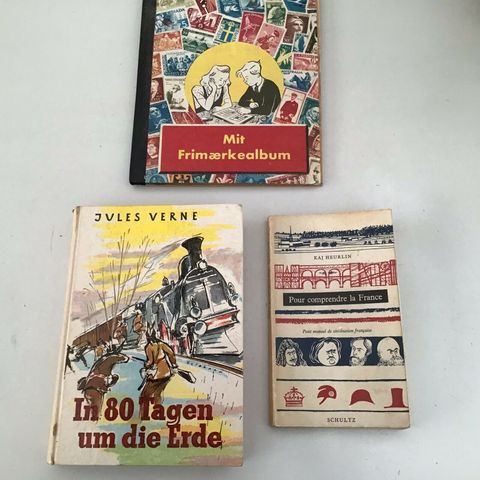 Mit
Frimærkealbum
JULES VERNE
In 80 Tagen
um die Erde
KAJ HEURLIN
Pour comprendre la France
Petit manuel de civilisation française
SCHULTZ